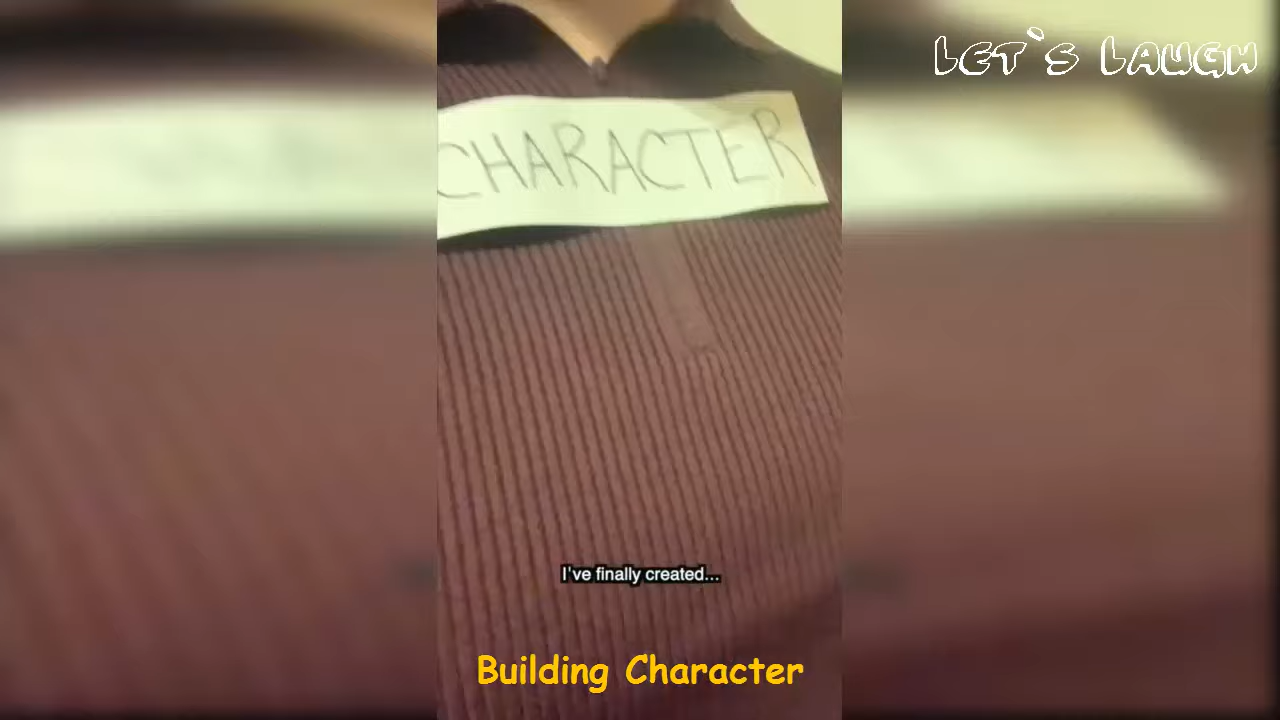 LET`S LAUGH
CHARACTER
I've finally created...
Building Character